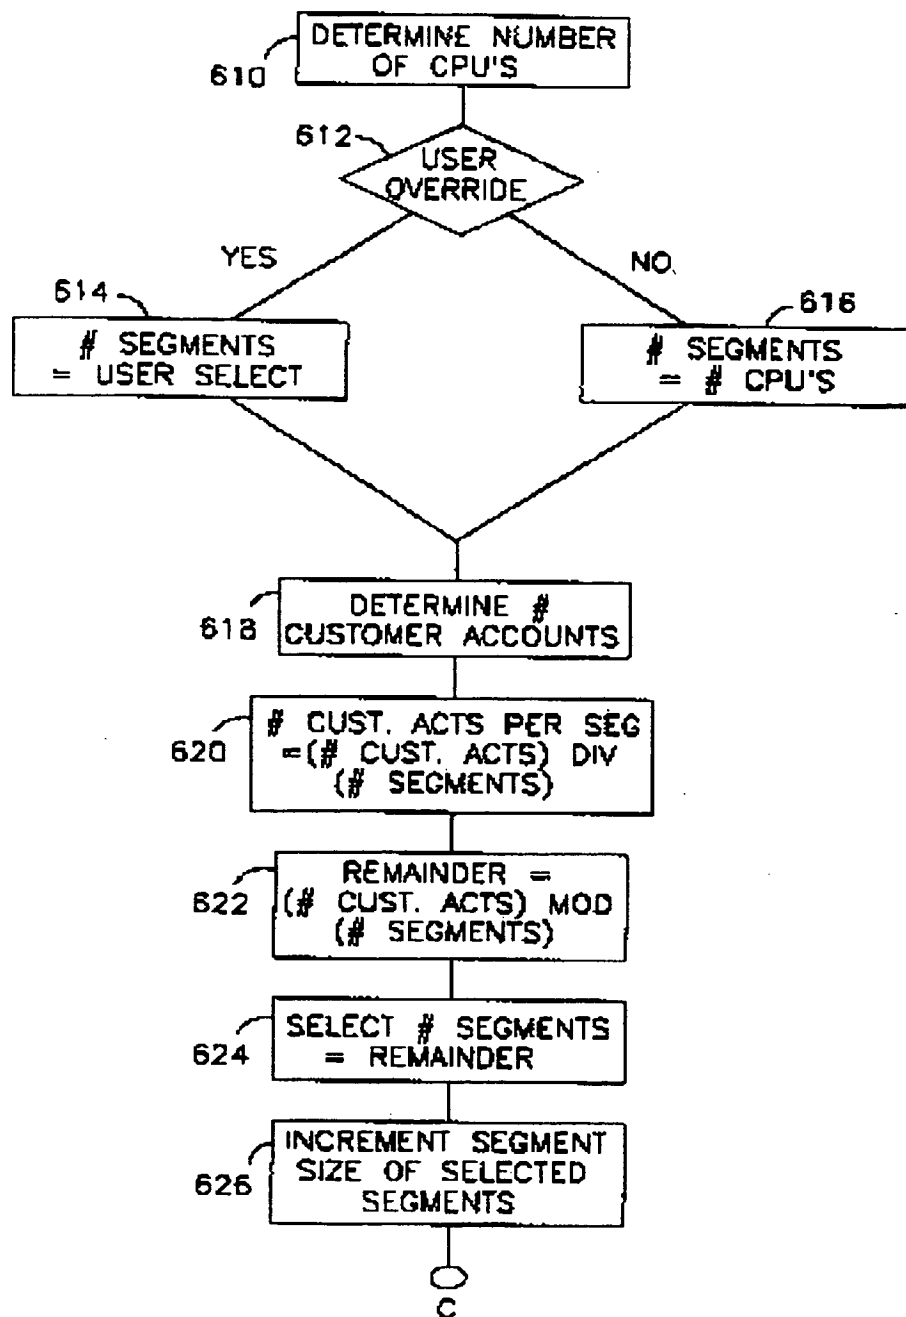 DETERMINE NUMBER
OF CPU'S
610
612
USER
OVERRIDE
YES
NO
614
616
# SEGMENTS
= USER SELECT
# SEGMENTS
= # CPU'S
DETERMINE #
CUSTOMER ACCOUNTS
618
# CUST. ACTS PER SEG
=(# CUST. ACTS) DIV
(# SEGMENTS)
620
REMAINDER =
(# CUST. ACTS) MOD
(# SEGMENTS)
622
SELECT # SEGMENTS
= REMAINDER
624
INCREMENT SEGMENT
SIZE OF SELECTED
SEGMENTS
626
C